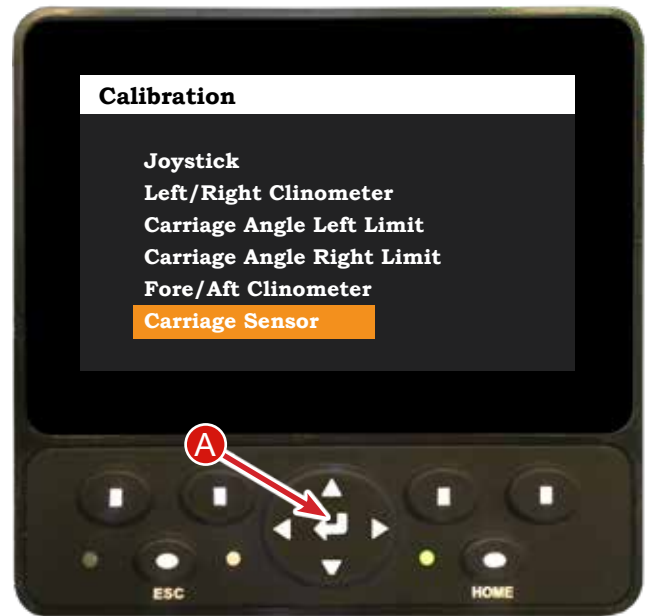 Calibration
Joystick
Left/Right Clinometer
Carriage Angle Left Limit
Carriage Angle Right Limit
Fore/Aft Clinometer
Carriage Sensor
A
ESC
HOME